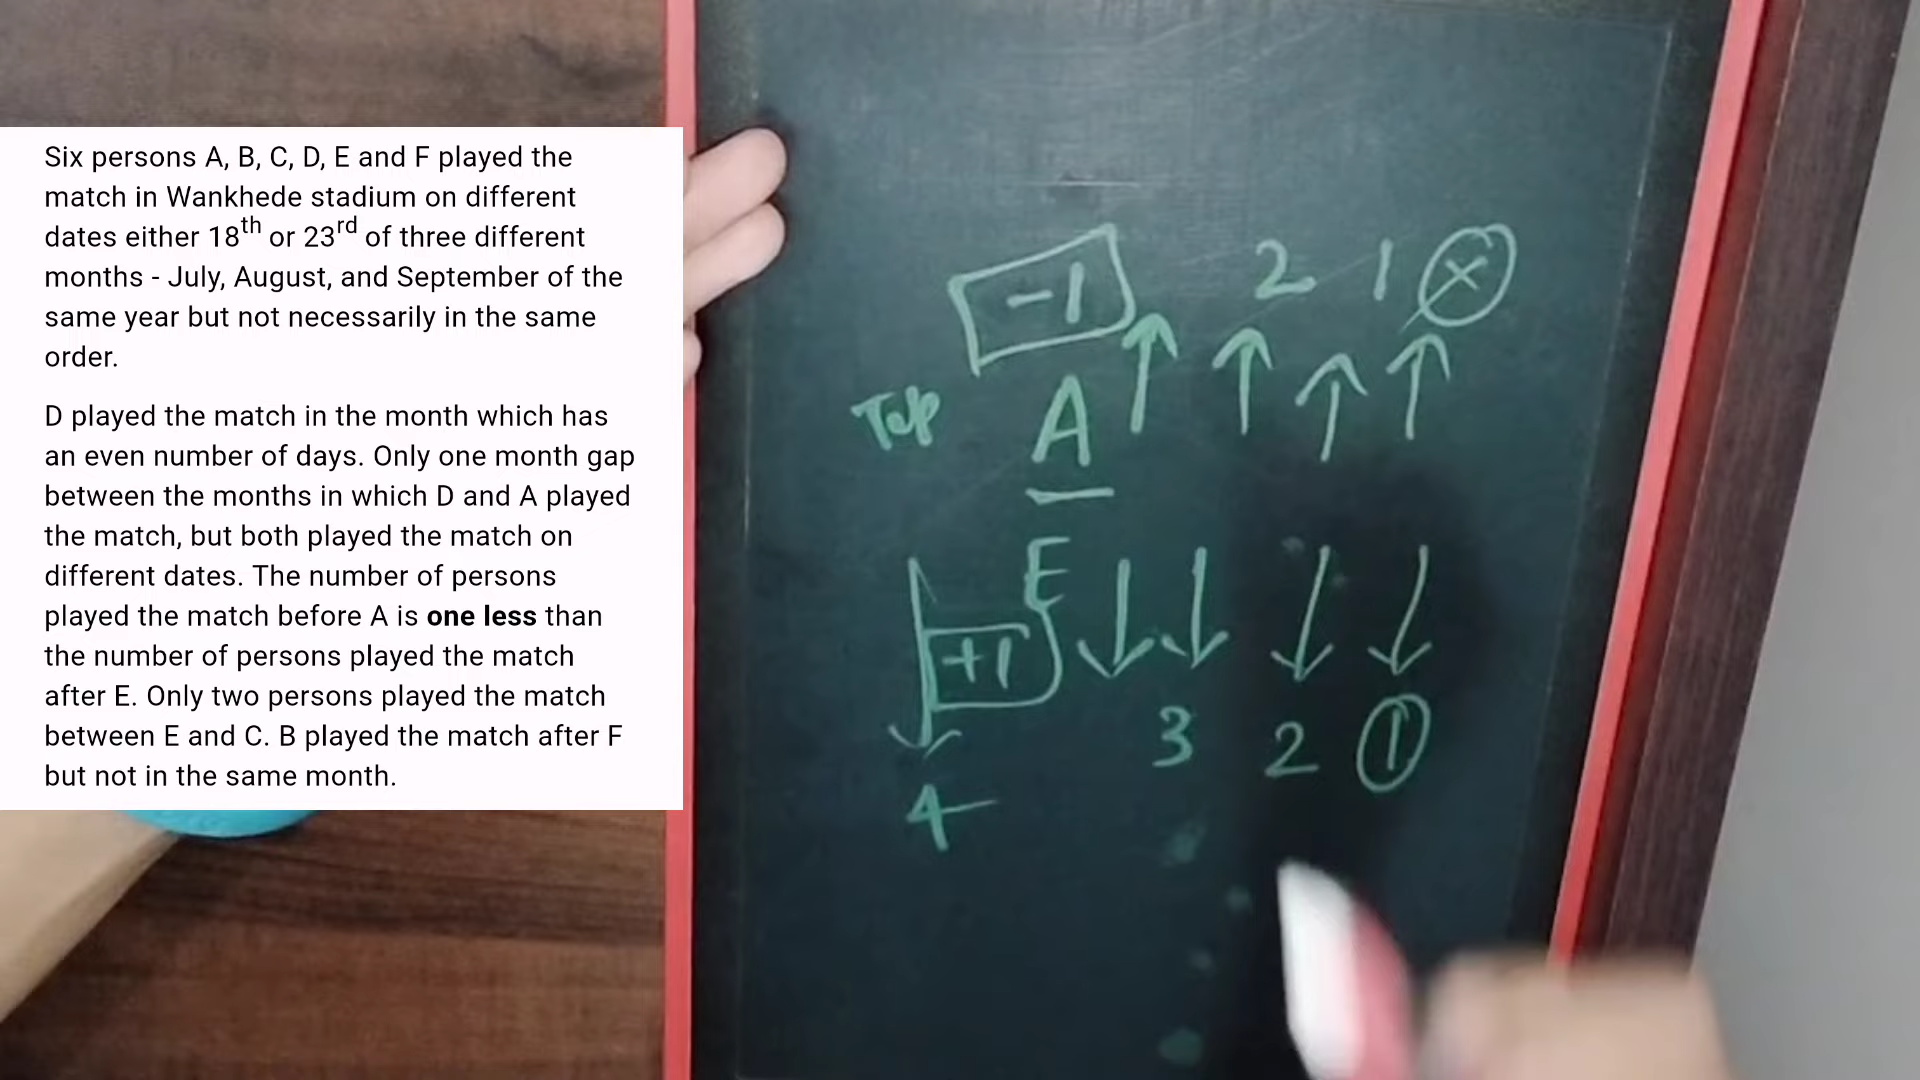 Six persons A, B, C, D, E and F played the
match in Wankhede stadium on different
dates either 18th or 23rd of three different
months - July, August, and September of the
same year but not necessarily in the same
order.
D played the match in the month which has
an even number of days. Only one month gap
between the months in which D and A played
the match, but both played the match on
different dates. The number of persons
played the match before A is one less than
the number of persons played the match
after E. Only two persons played the match
between E and C. B played the match after F
but not in the same month.
-1 2 1 ×
Top A
E
+1
3 2 1
4